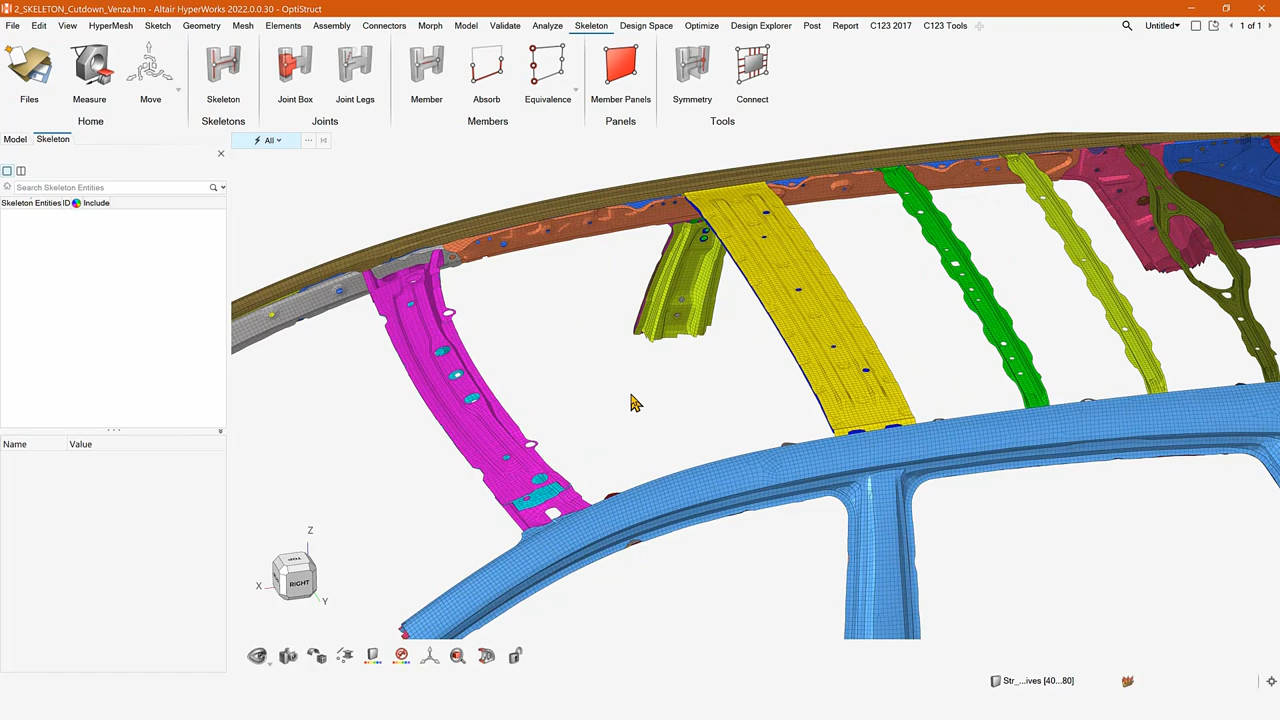 2_SKELETON_Cutdown_Venza.hm - Altair HyperWorks 2022.0.0.30 - OptiStruct
File Edit View HyperMesh Sketch Geometry Mesh Elements Assembly Connectors Morph Model Validate Analyze Skeleton Design Space Optimize Design Explorer Post Report C123 2017 C123 Tools Untitled 1 of 1
Files Measure Move Skeleton Joint Box Joint Legs Member Absorb Equivalence Member Panels Symmetry Connect
Home Skeletons Joints Members Panels Tools
Model Skeleton
All
Search Skeleton Entities
Skeleton Entities ID Include
Name Value
Z
X
Y
TOP
RIGHT
Str_...ives [40...80]